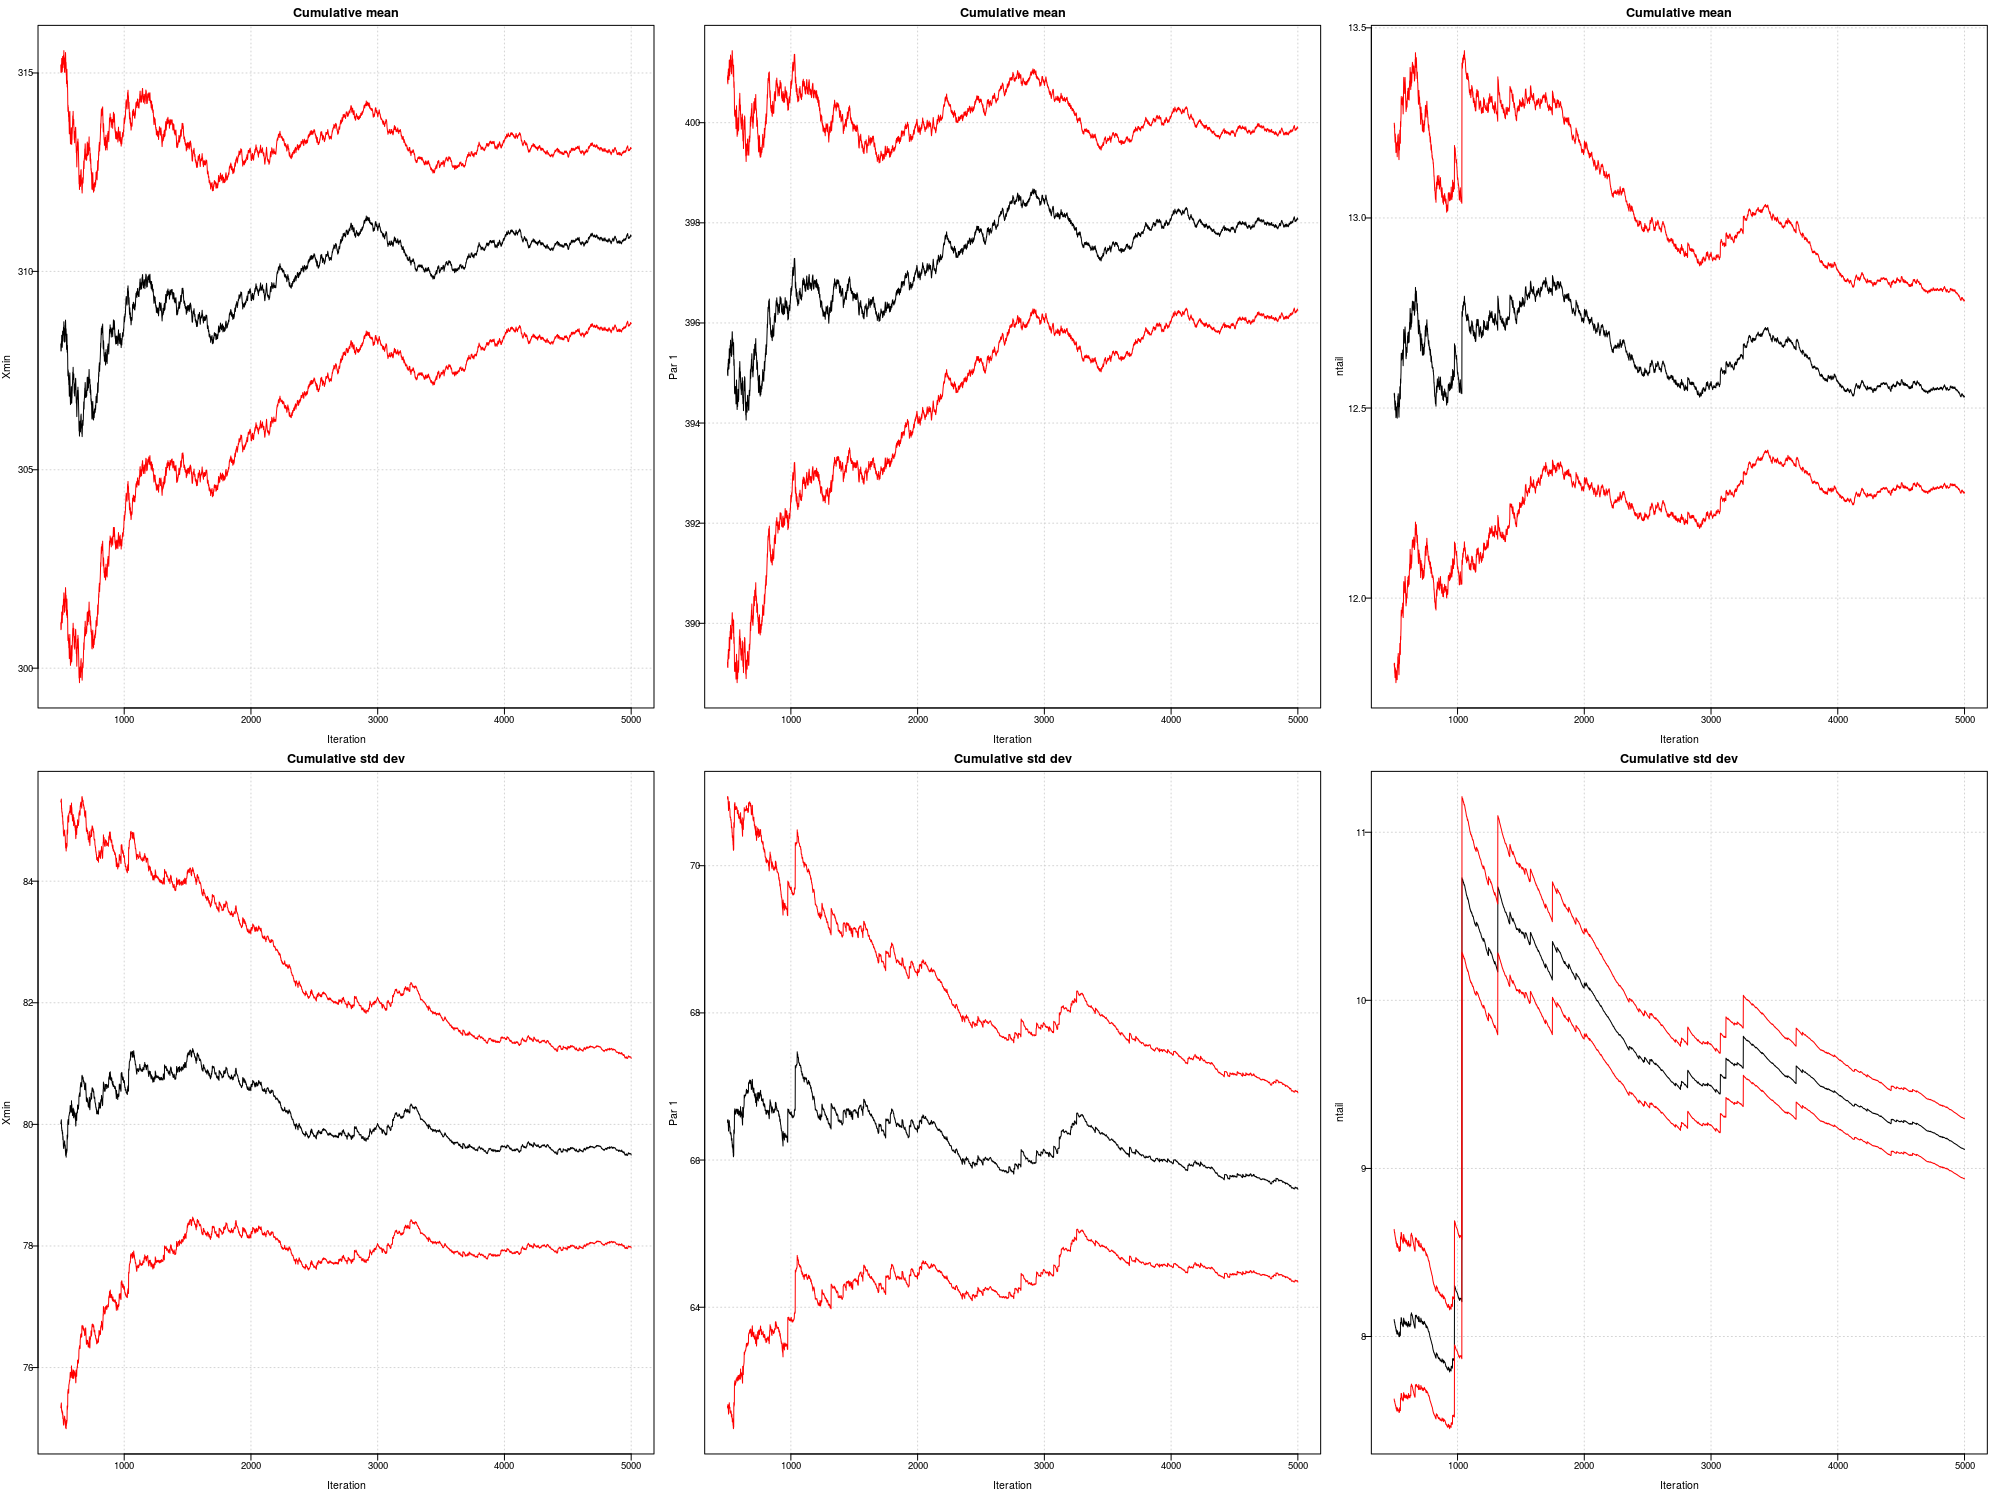 Cumulative mean
Xmin
315
310
305
300
1000 2000 3000 4000 5000
Iteration
Cumulative mean
Par 1
400
398
396
394
392
390
1000 2000 3000 4000 5000
Iteration
Cumulative mean
ntail
13.5
13.0
12.5
12.0
1000 2000 3000 4000 5000
Iteration
Cumulative std dev
Xmin
84
82
80
78
76
1000 2000 3000 4000 5000
Iteration
Cumulative std dev
Par 1
70
68
66
64
1000 2000 3000 4000 5000
Iteration
Cumulative std dev
ntail
11
10
9
8
1000 2000 3000 4000 5000
Iteration